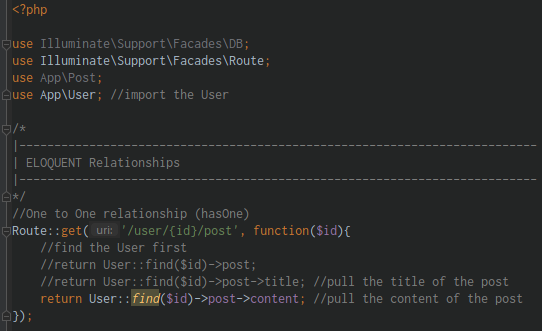 <?php
use Illuminate\Support\Facades\DB;
use Illuminate\Support\Facades\Route;
use App\Post;
use App\User; //import the User
/*
|--------------------------------------------------------------------------
| ELOQUENT Relationships
|--------------------------------------------------------------------------
*/
//One to One relationship (hasOne)
Route::get( uri: '/user/{id}/post', function($id){
//find the User first
//return User::find($id)->post;
//return User::find($id)->post->title; //pull the title of the post
return User::find($id)->post->content; //pull the content of the post
});